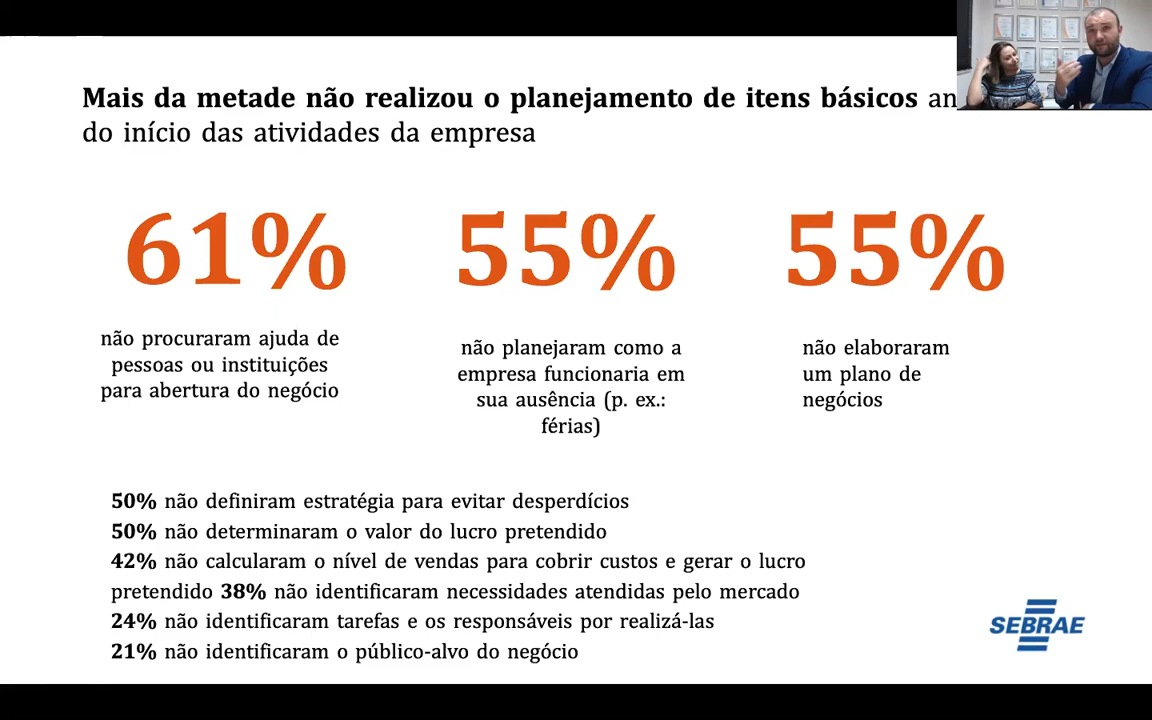 Mais da metade não realizou o planejamento de itens básicos
do início das atividades da empresa
61%
não procuraram ajuda de
pessoas ou instituições
para abertura do negócio
55%
não planejaram como a
empresa funcionaria em
sua ausência (p. ex.:
férias)
55%
não elaboraram
um plano de
negócios
50% não definiram estratégia para evitar desperdícios
50% não determinaram o valor do lucro pretendido
42% não calcularam o nível de vendas para cobrir custos e gerar o lucro
pretendido 38% não identificaram necessidades atendidas pelo mercado
24% não identificaram tarefas e os responsáveis por realizá-las
21% não identificaram o público-alvo do negócio
SEBRAE